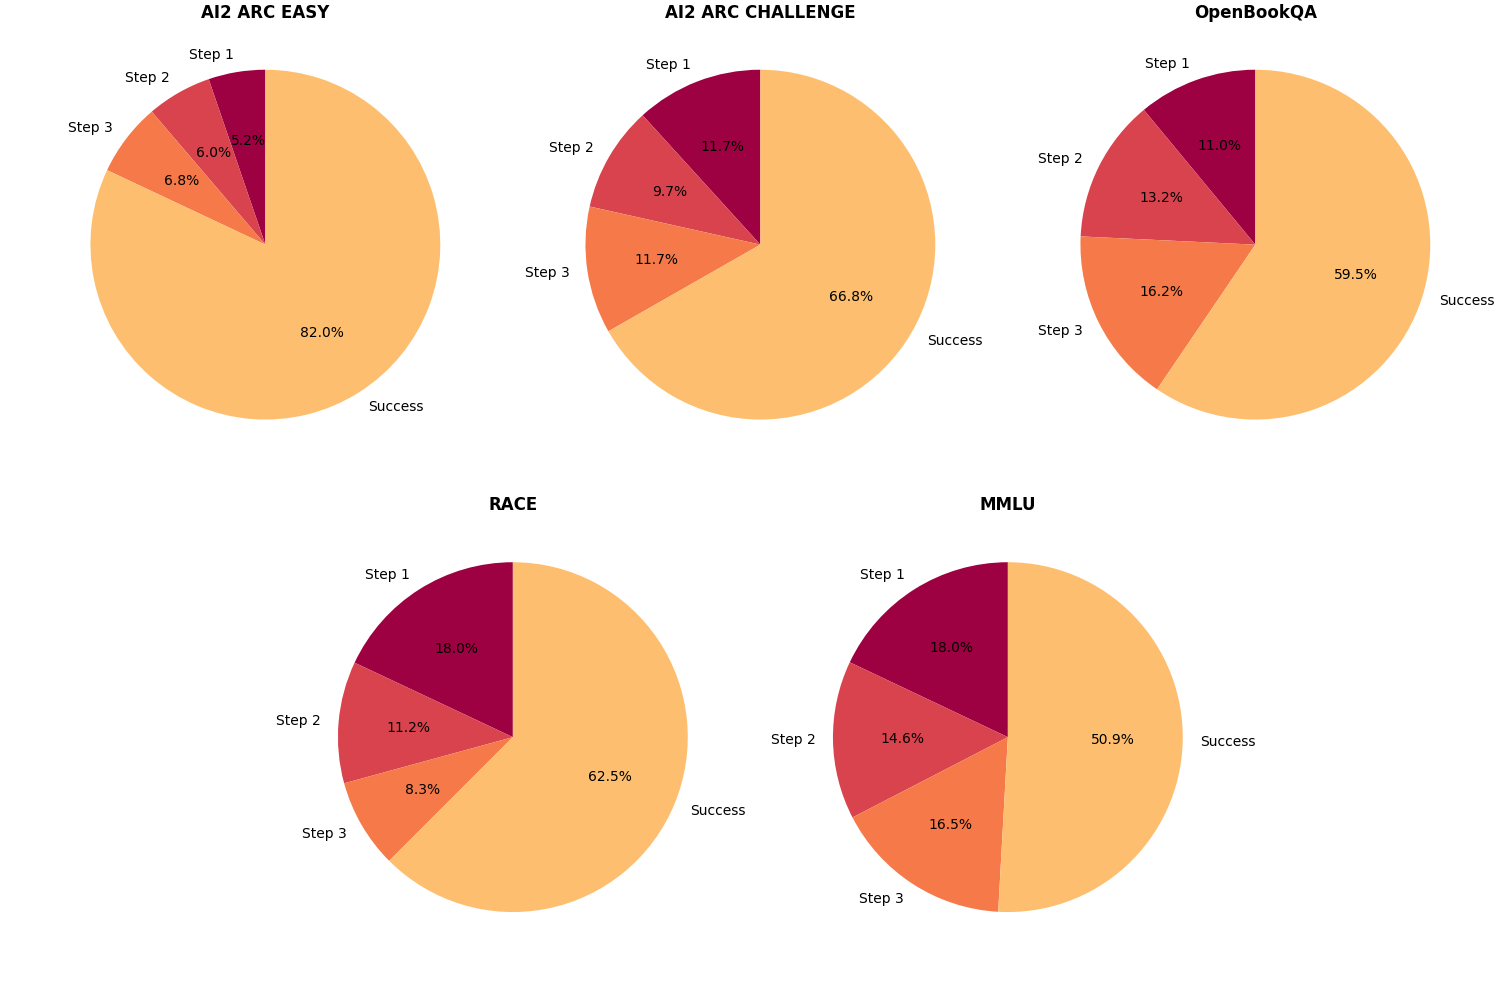 AI2 ARC EASY
Step 1
Step 2
Step 3
5.2%
6.0%
6.8%
82.0%
Success
AI2 ARC CHALLENGE
Step 1
Step 2
Step 3
11.7%
9.7%
11.7%
66.8%
Success
OpenBookQA
Step 1
Step 2
Step 3
11.0%
13.2%
16.2%
59.5%
Success
RACE
Step 1
Step 2
Step 3
18.0%
11.2%
8.3%
62.5%
Success
MMLU
Step 1
Step 2
Step 3
18.0%
14.6%
16.5%
50.9%
Success